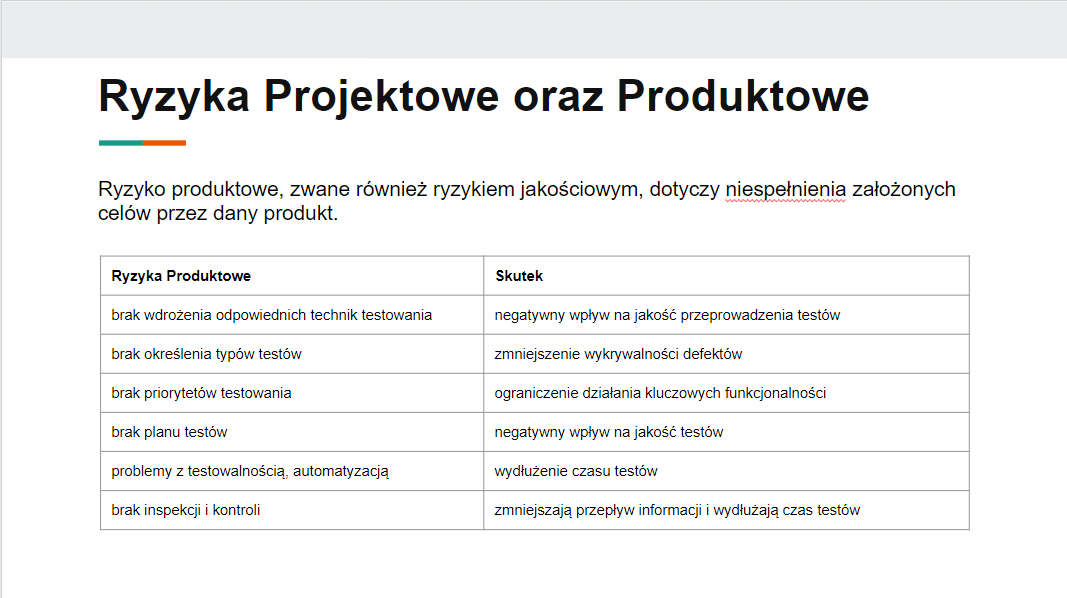 Ryzyka Projektowe oraz Produktowe
Ryzyko produktowe, zwane również ryzykiem jakościowym, dotyczy niespełnienia założonych
celów przez dany produkt.
Ryzyka Produktowe Skutek
brak wdrożenia odpowiednich technik testowania negatywny wpływ na jakość przeprowadzenia testów
brak określenia typów testów zmniejszenie wykrywalności defektów
brak priorytetów testowania ograniczenie działania kluczowych funkcjonalności
brak planu testów negatywny wpływ na jakość testów
problemy z testowalnością, automatyzacją wydłużenie czasu testów
brak inspekcji i kontroli zmniejszają przepływ informacji i wydłużają czas testów